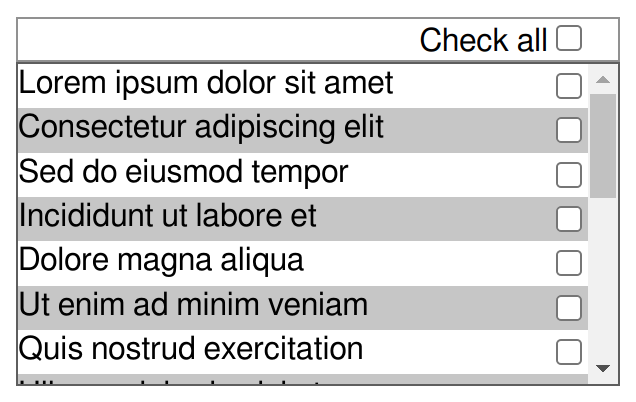 Check all
Lorem ipsum dolor sit amet
Consectetur adipiscing elit
Sed do eiusmod tempor
Incididunt ut labore et
Dolore magna aliqua
Ut enim ad minim veniam
Quis nostrud exercitation